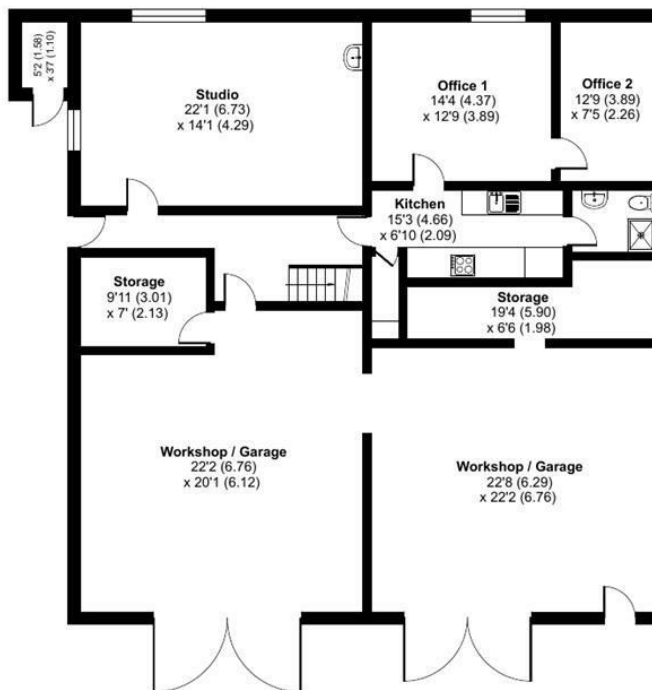 5'2 (1.58)
x 3'7 (1.10)
Studio
22'1 (6.73)
x 14'1 (4.29)
Office 1
14'4 (4.37)
x 12'9 (3.89)
Office 2
12'9 (3.89)
x 7'5 (2.26)
Kitchen
15'3 (4.66)
x 6'10 (2.09)
Storage
9'11 (3.01)
x 7' (2.13)
Storage
19'4 (5.90)
x 6'6 (1.98)
Workshop / Garage
22'2 (6.76)
x 20'1 (6.12)
Workshop / Garage
22'8 (6.29)
x 22'2 (6.76)